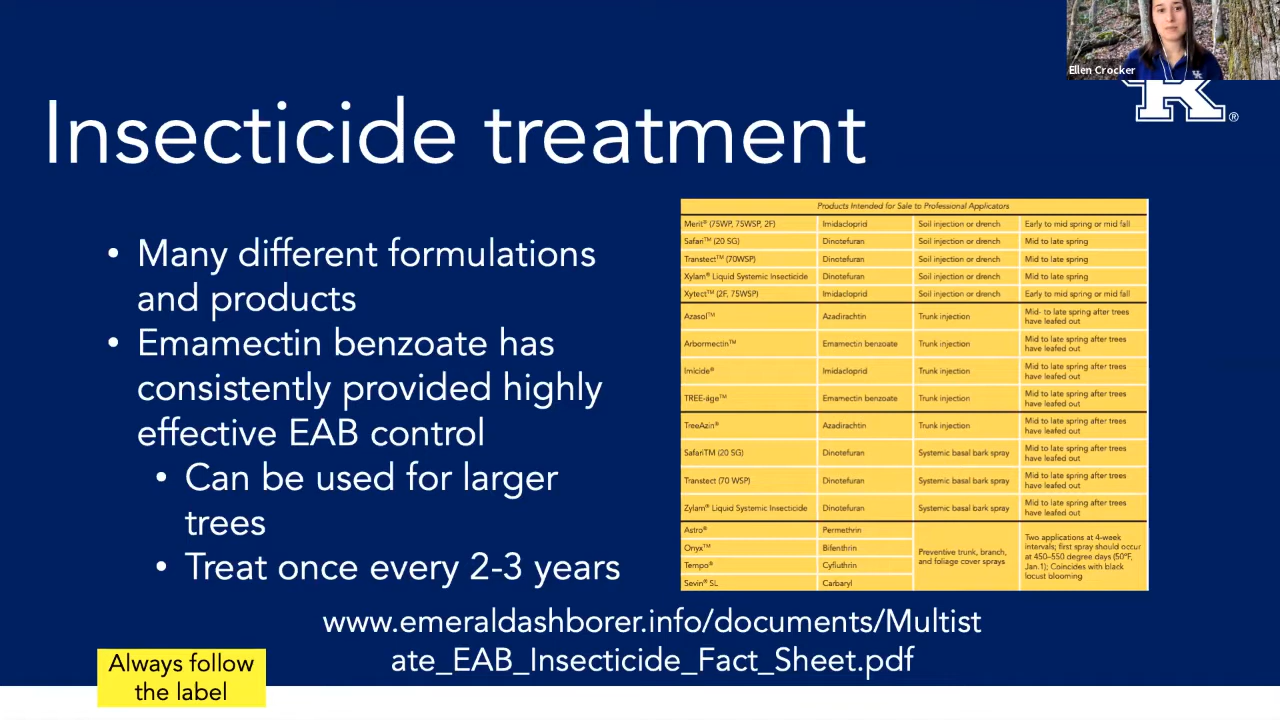 Ellen Crocker
UK
®
Insecticide treatment
• Many different formulations
and products
• Emamectin benzoate has
consistently provided highly
effective EAB control
• Can be used for larger
trees
• Treat once every 2-3 years
Products Intended for Sale to Professional Applicators
Merit® (75WP, 75WSP, 2F) Imidacloprid Soil injection or drench Early to mid spring or mid fall
Safari™ (20 SG) Dinotefuran Soil injection or drench Mid to late spring
Transtect™ (70WSP) Dinotefuran Soil injection or drench Mid to late spring
Xylam® Liquid Systemic Insecticide Dinotefuran Soil injection or drench Mid to late spring
Xytect™ (2F, 75WSP) Imidacloprid Soil injection or drench Early to mid spring or mid fall
Azasol™ Azadirachtin Trunk injection Mid- to late spring after trees
have leafed out
Arbormectin™ Emamectin benzoate Trunk injection Mid to late spring after trees
have leafed out
Imicide® Imidacloprid Trunk injection Mid to late spring after trees
have leafed out
TREE-äge™ Emamectin benzoate Trunk injection Mid to late spring after trees
have leafed out
TreeAzin® Azadirachtin Trunk injection Mid to late spring after trees
have leafed out
SafariTM (20 SG) Dinotefuran Systemic basal bark spray Mid to late spring after trees
have leafed out
Transtect (70 WSP) Dinotefuran Systemic basal bark spray Mid to late spring after trees
have leafed out
Zylam® Liquid Systemic Insecticide Dinotefuran Systemic basal bark spray Mid to late spring after trees
have leafed out
Astro® Permethrin
Onyx™ Bifenthrin
Tempo® Cyfluthrin
Sevin® SL Carbaryl
Preventive trunk, branch,
and foliage cover sprays
Two applications at 4-week
intervals; first spray should occur
at 450–550 degree days (50°F,
Jan.1); Coincides with black
locust blooming
www.emeraldashborer.info/documents/Multist
ate_EAB_Insecticide_Fact_Sheet.pdf
Always follow
the label